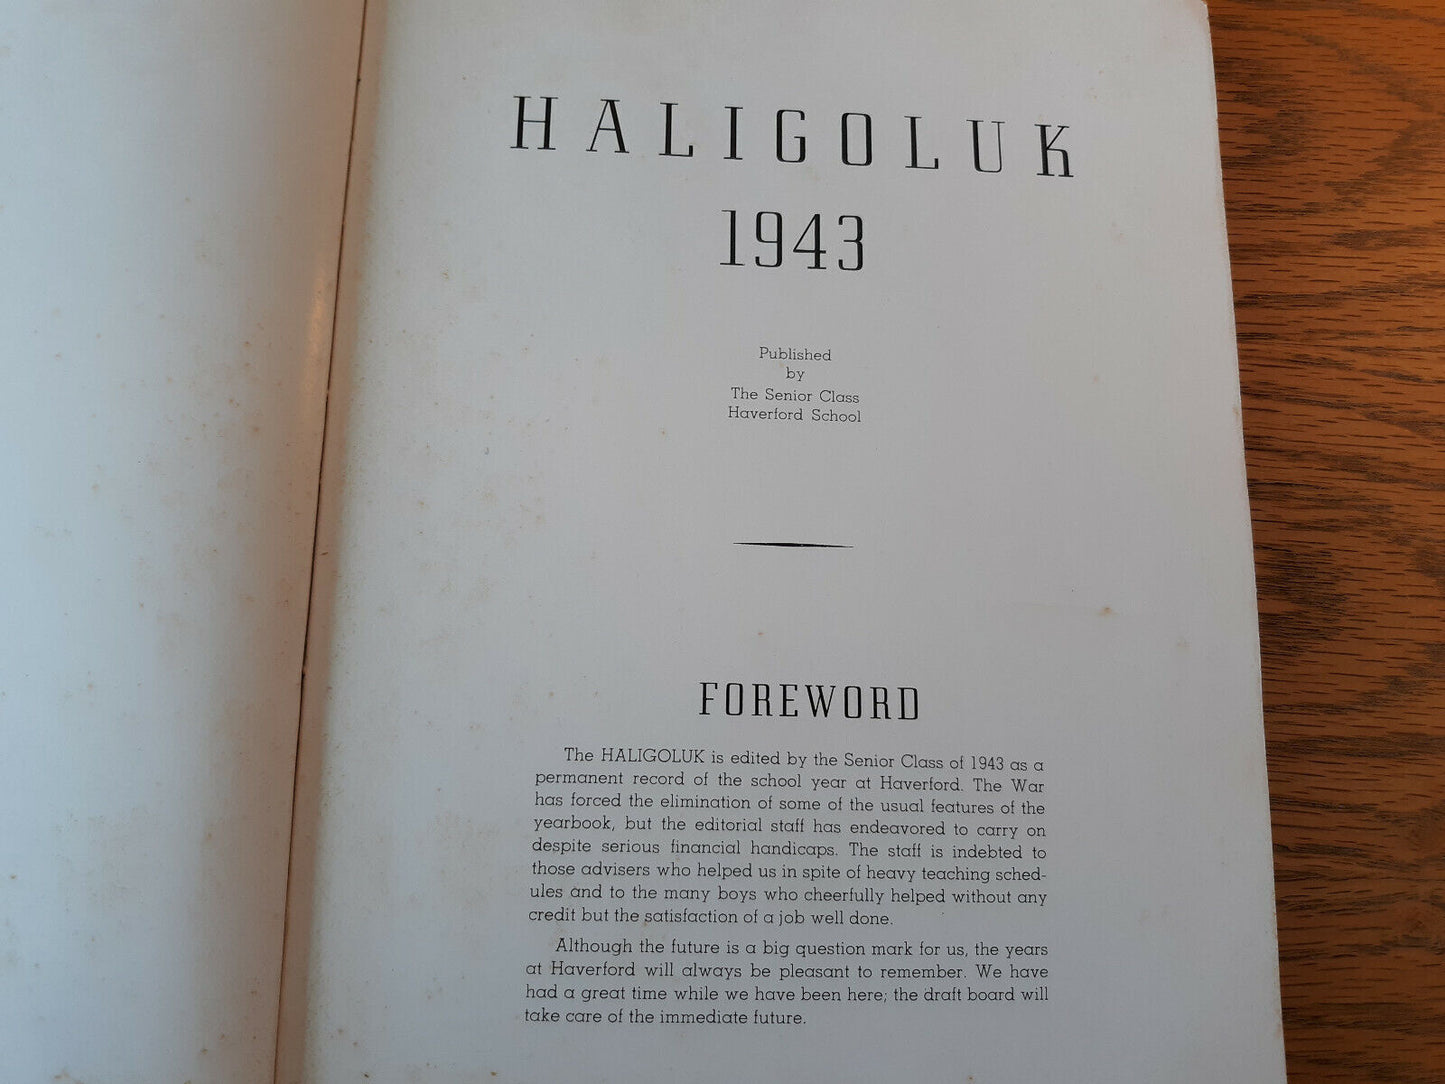 HALIGOLUK
1943
Published
by
The Senior Class
Haverford School
FOREWORD
The HALIGOLUK is edited by the Senior Class of 1943 as a
permanent record of the school year at Haverford. The War
has forced the elimination of some of the usual features of the
yearbook, but the editorial staff has endeavored to carry on
despite serious financial handicaps. The staff is indebted to
those advisers who helped us in spite of heavy teaching sched-
ules and to the many boys who cheerfully helped without any
credit but the satisfaction of a job well done.
Although the future is a big question mark for us, the years
at Haverford will always be pleasant to remember. We have
had a great time while we have been here; the draft board will
take care of the immediate future.